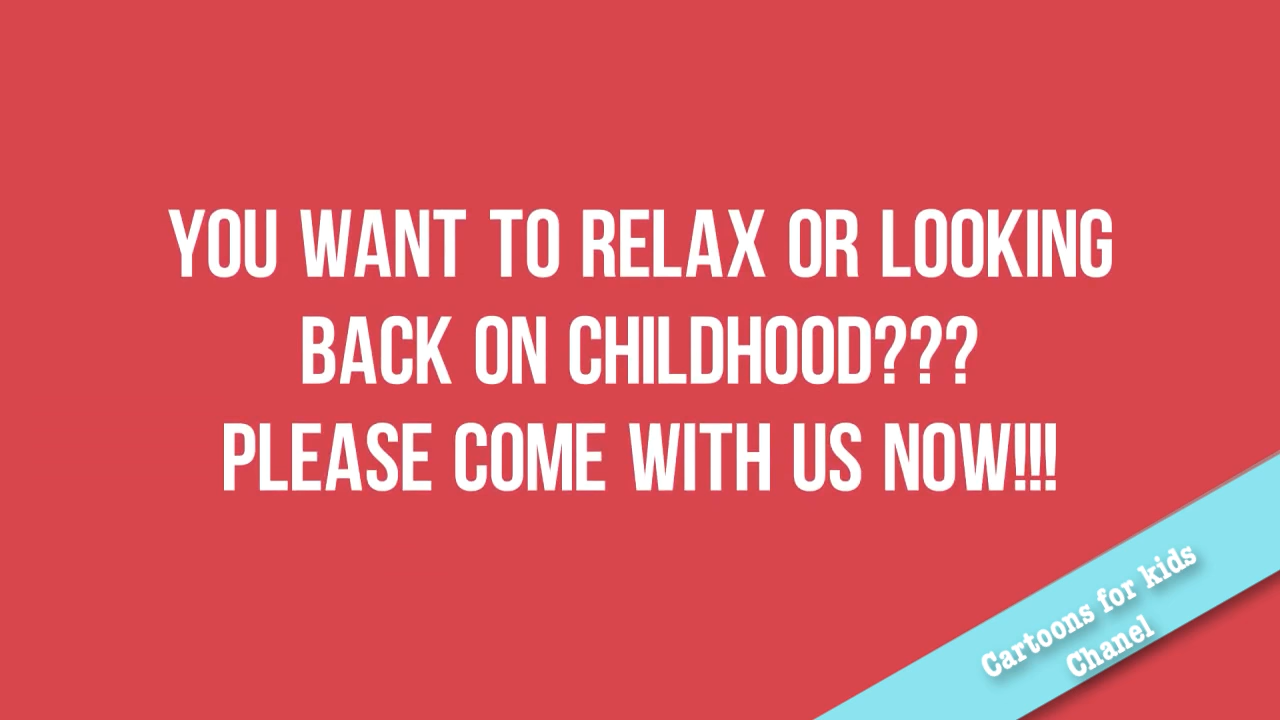 YOU WANT TO RELAX OR LOOKING
BACK ON CHILDHOOD???
PLEASE COME WITH US NOW!!!
Cartoons for kids
Chanel